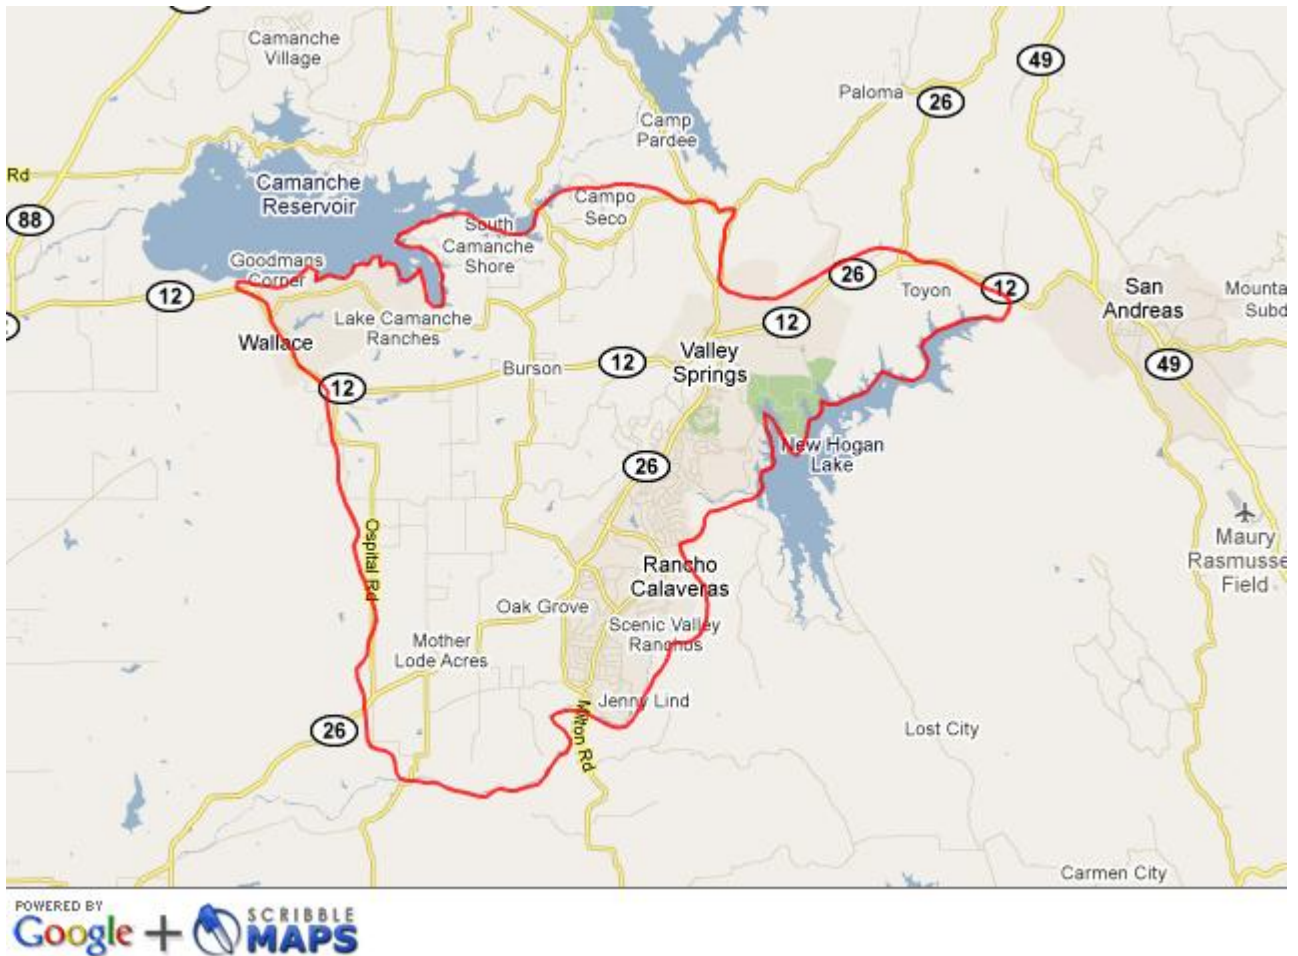 Camanche
Village
49
Paloma
26
Camp
Pardee
Rd
Camanche
Reservoir
88
Campo
Seco
South
Camanche
Shore
Goodmans
Corner
12
26
Toyon
12
San
Andreas
Mounta
Subd
Lake Camanche
Ranches
12
Wallace
Valley
Springs
12
Burson
12
49
New Hogan
Lake
26
Ospital Rd
Maury
Rasmusse
Field
Rancho
Calaveras
Oak Grove
Scenic Valley
Ranchos
Mother
Lode Acres
Jenny Lind
Milton Rd
26
Lost City
Carmen City
POWERED BY
Google + SCRIBBLE
MAPS